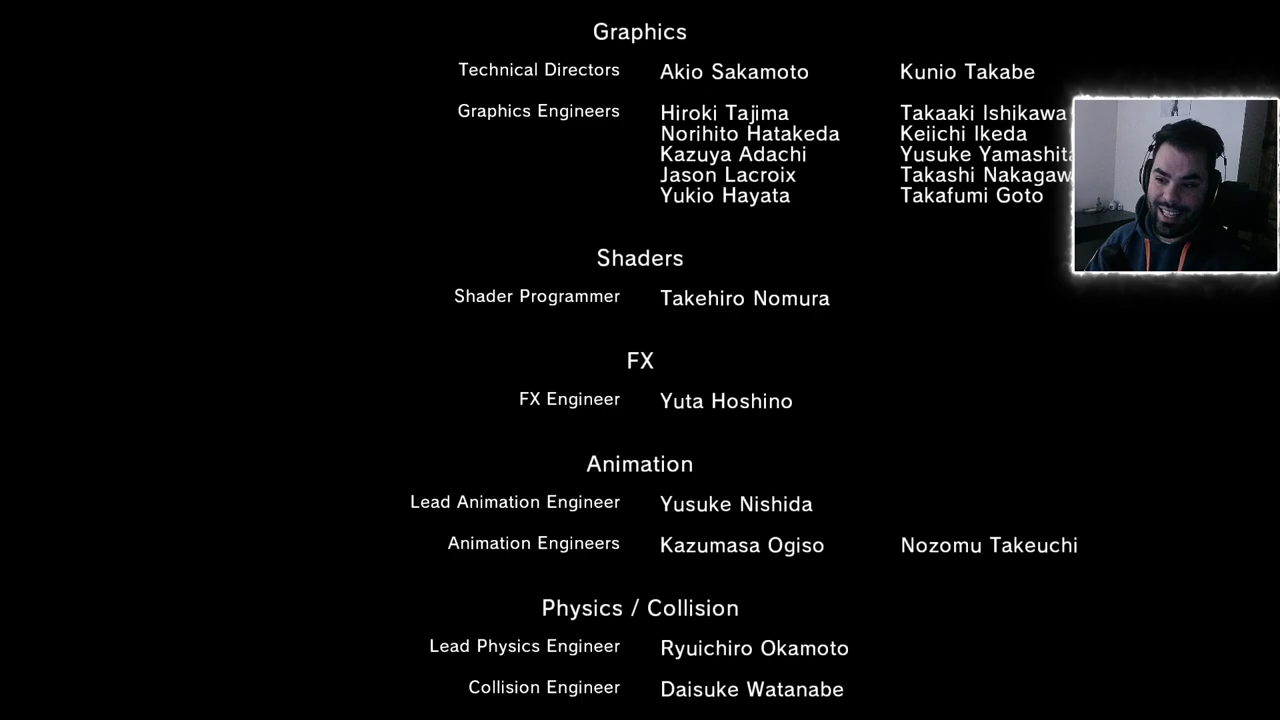 Graphics
Technical Directors Akio Sakamoto Kunio Takabe
Graphics Engineers Hiroki Tajima Takaaki Ishikawa
Norihito Hatakeda Keiichi Ikeda
Kazuya Adachi Yusuke
Jason Lacroix Takashi
Yukio Hayata Takafumi Goto
Shaders
Shader Programmer Takehiro Nomura
FX
FX Engineer Yuta Hoshino
Animation
Lead Animation Engineer Yusuke Nishida
Animation Engineers Kazumasa Ogiso Nozomu Takeuchi
Physics / Collision
Lead Physics Engineer Ryuichiro Okamoto
Collision Engineer Daisuke Watanabe